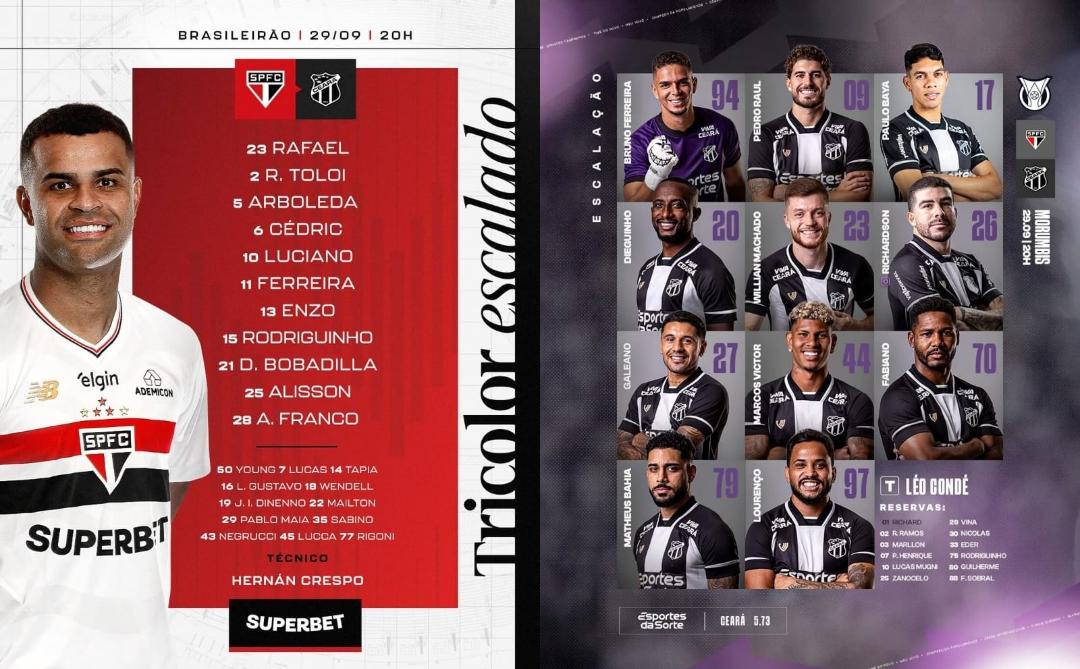 BRASILEIRÃO | 29/09 | 20H
SPFC
23 RAFAEL
2 R. TOLOI
5 ARBOLEDA
6 CÉDRIC
10 LUCIANO
11 FERREIRA
13 ENZO
15 RODRIGUINHO
21 D. BOBADILLA
25 ALISSON
28 A. FRANCO
50 YOUNG 7 LUCAS 14 TAPIA
16 L. GUSTAVO 18 WENDELL
19 J. I. DINENNO 22 MAILTON
29 PABLO MAIA 35 SABINO
43 NEGRUCCI 45 LUCCA 77 RIGONI
TÉCNICO
HERNÁN CRESPO
SUPERBET
Tricolor escalado
'elgin
ADEMICON
SPFC
SUPERBET
ESCALAÇÃO
BRUNO FERREIRA 94
PEDRO RAUL 09
PAULO BAYA 17
DIEGUINHO 20
WILLIAN MACHADO 23
RICHARDSON 26
GALEANO 27
MARCOS VICTOR 44
FABIANO 70
MATHEUS BAHIA 79
LOURENÇO 97
SPFC
MORUMBIS
29.09 | 20H
T LÉO CONDÉ
RESERVAS:
01 RICHARD
02 R. RAMOS
03 MARLLON
07 P. HENRIQUE
10 LUCAS MUGNI
25 ZANOCELO
29 VINA
30 NICOLAS
33 EDER
75 RODRIGUINHO
80 GUILHERME
88 F. SOBRAL
Esportes da Sorte
CEARÁ 5.73